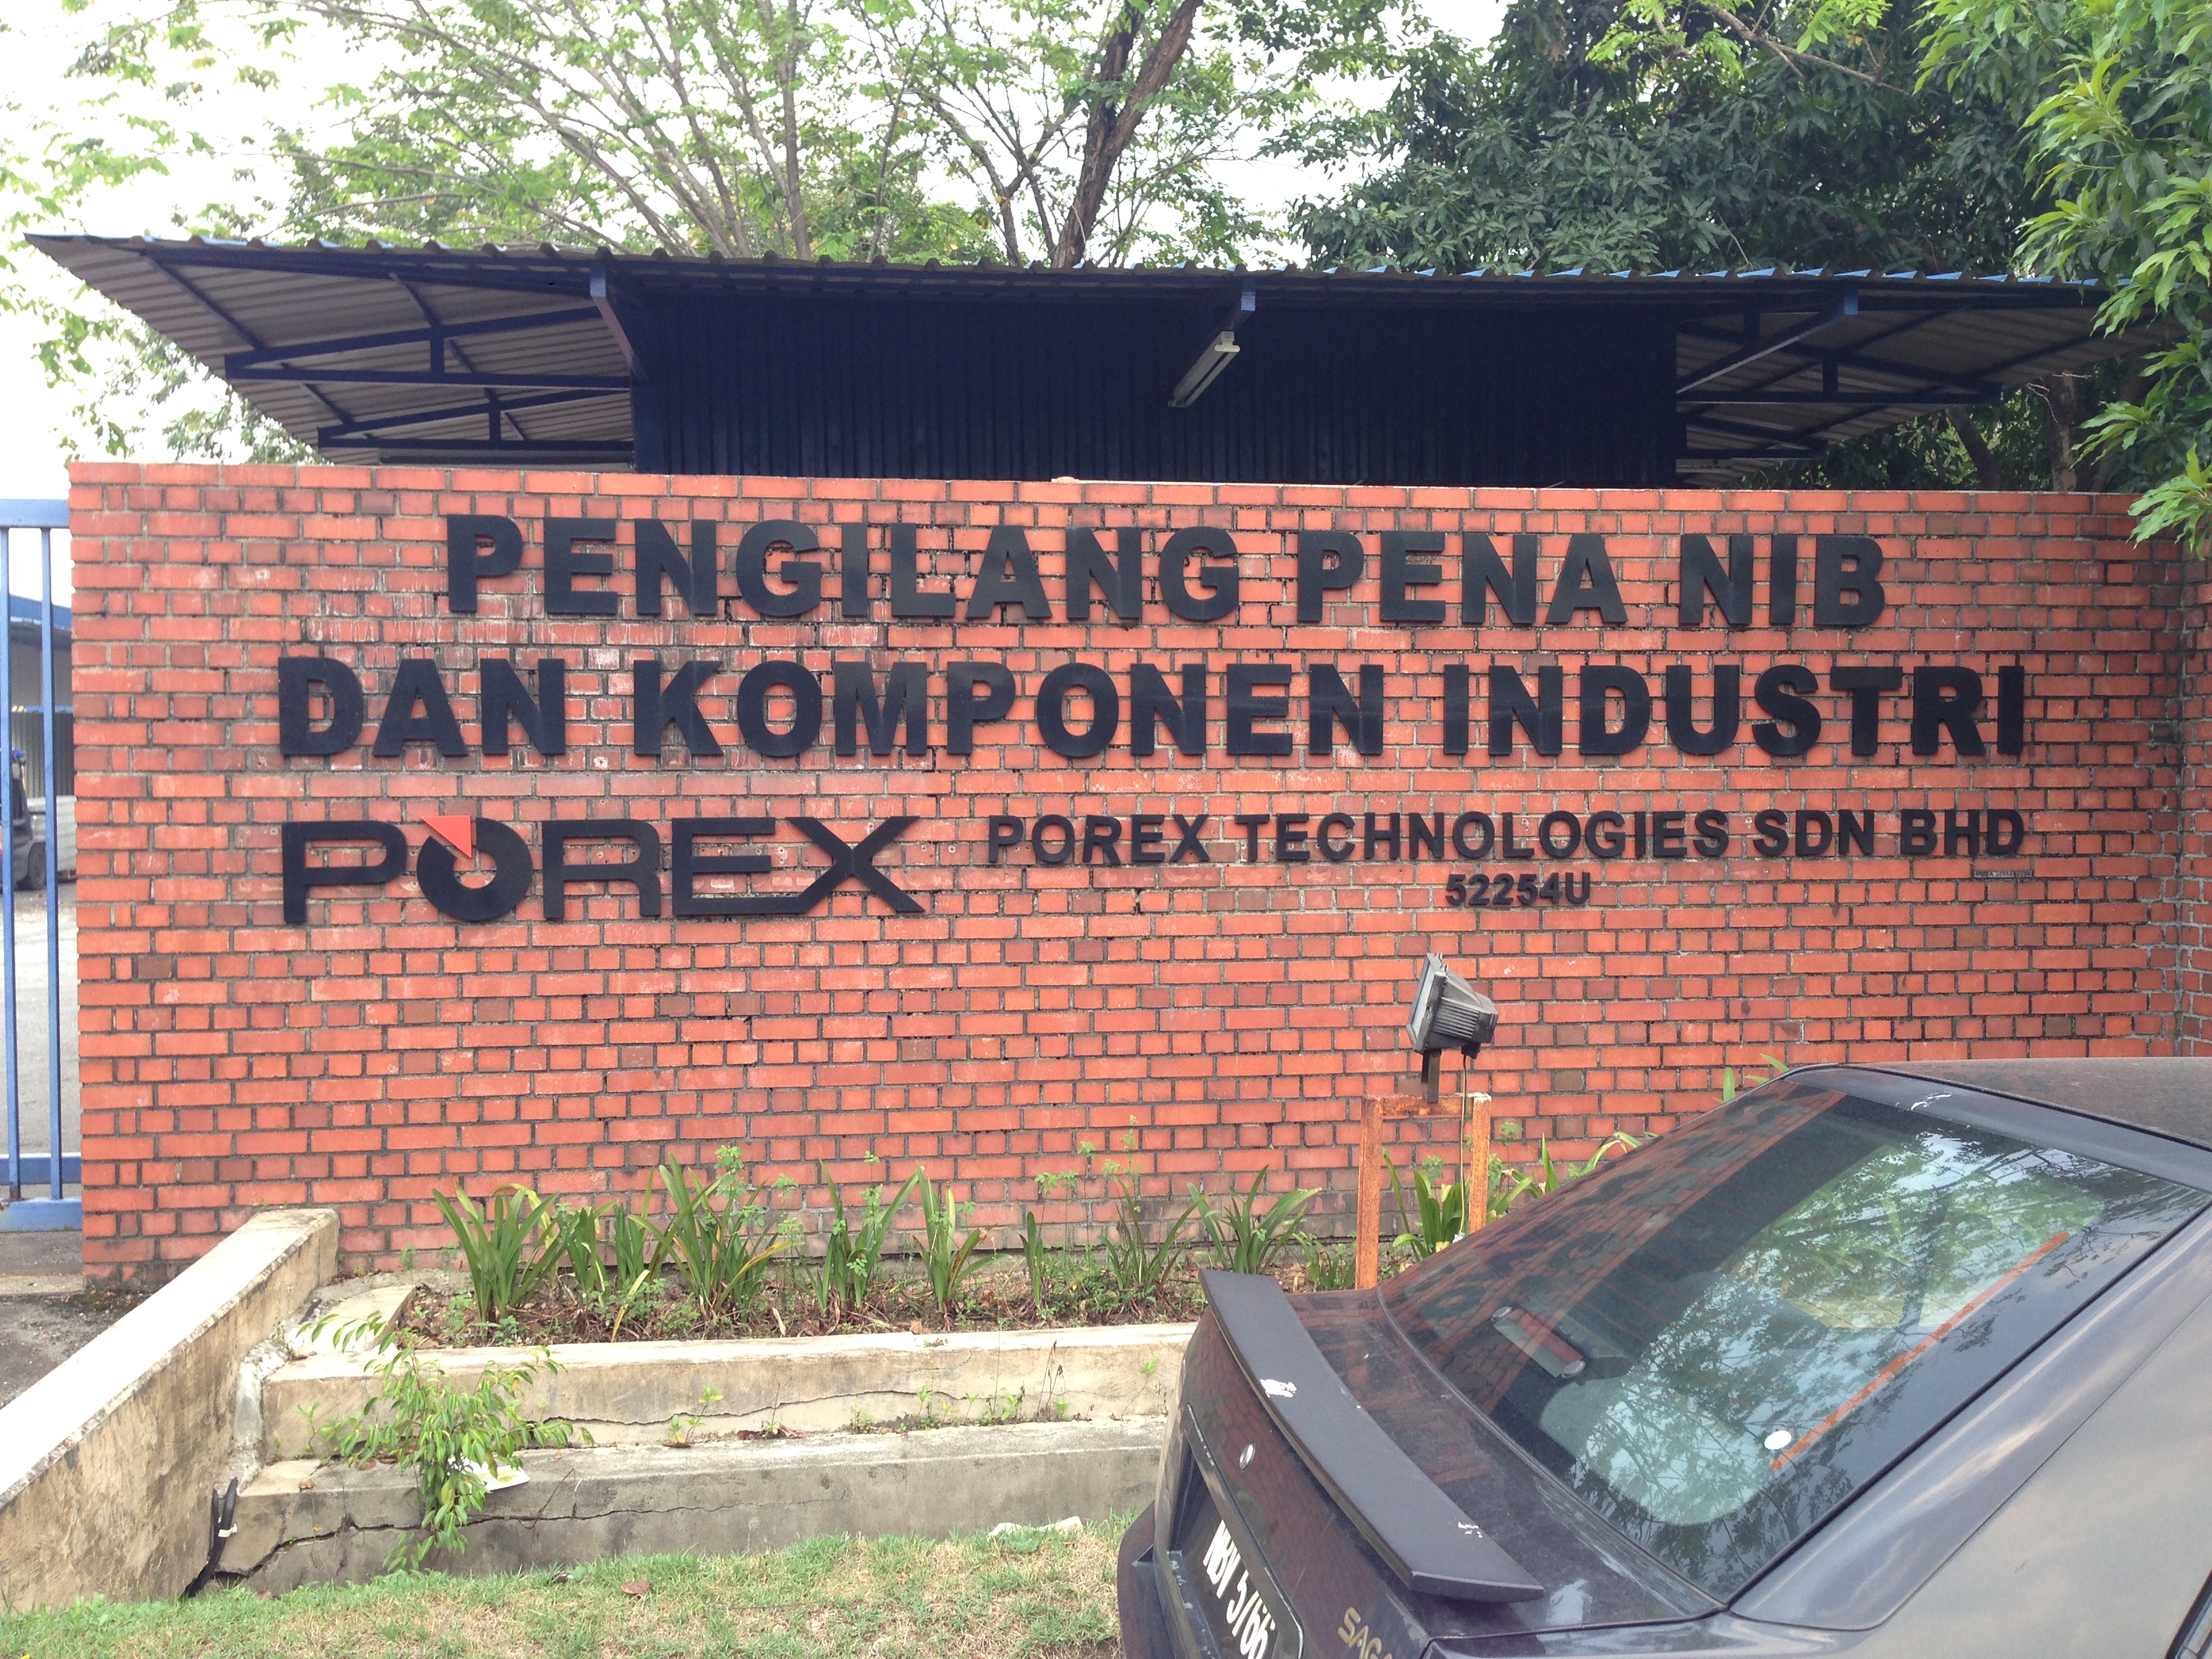 PENGILANG PENA NIB
DAN KOMPONEN INDUSTRI
POREX
POREX TECHNOLOGIES SDN BHD
52254U